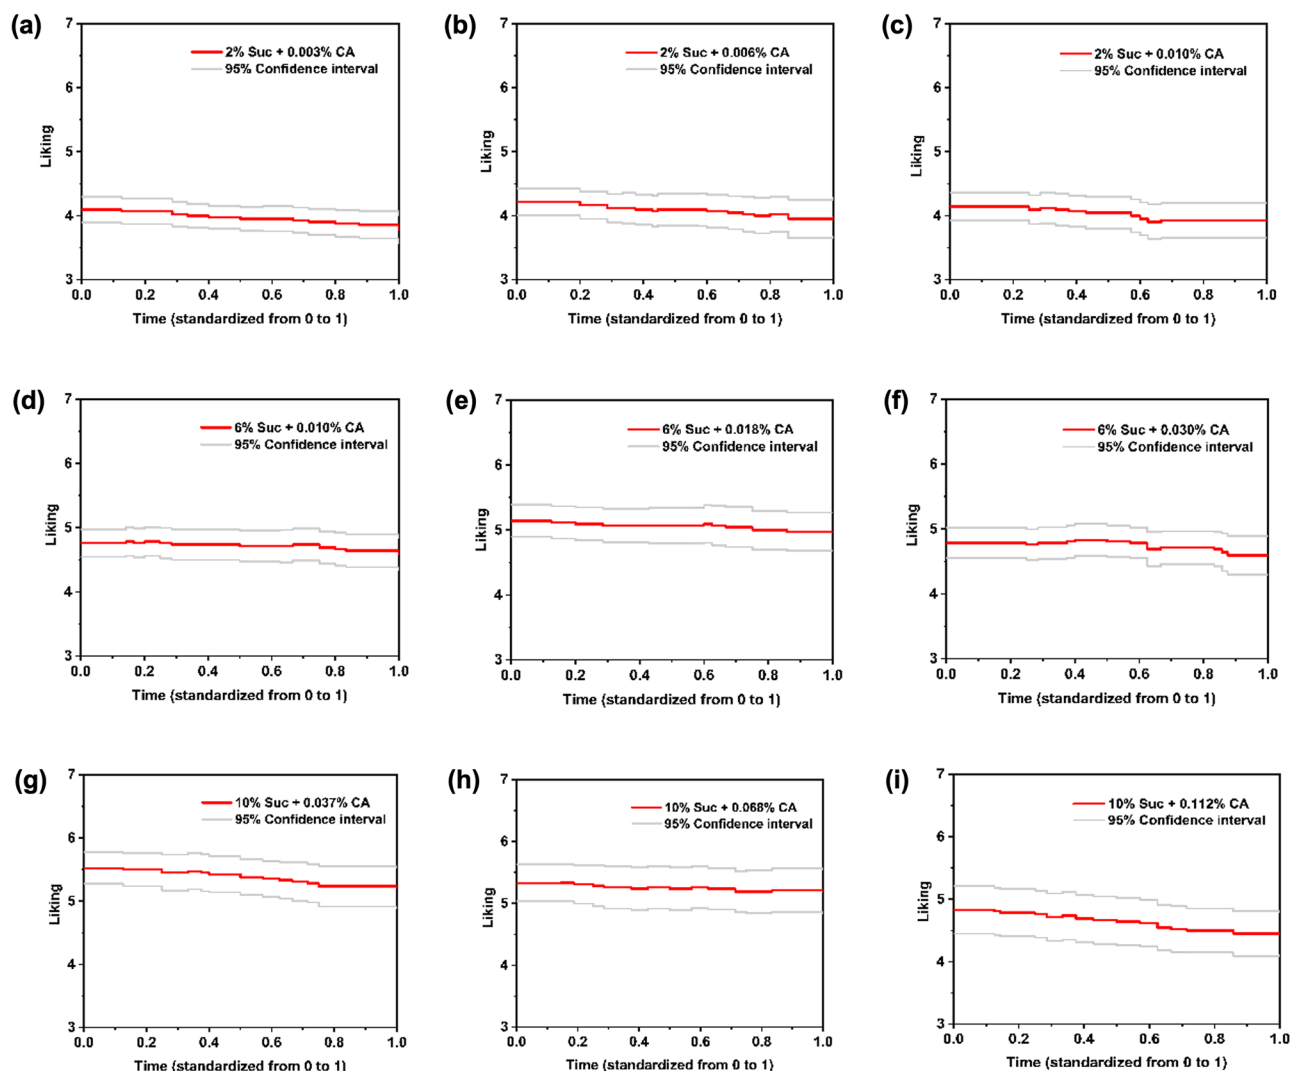 (a)
7
6
5
4
3
Liking
2% Suc + 0.003% CA
95% Confidence interval
0.0 0.2 0.4 0.6 0.8 1.0
Time (standardized from 0 to 1)
(b)
7
6
5
4
3
Liking
2% Suc + 0.006% CA
95% Confidence interval
0.0 0.2 0.4 0.6 0.8 1.0
Time (standardized from 0 to 1)
(c)
7
6
5
4
3
Liking
2% Suc + 0.010% CA
95% Confidence interval
0.0 0.2 0.4 0.6 0.8 1.0
Time (standardized from 0 to 1)
(d)
7
6
5
4
3
Liking
6% Suc + 0.010% CA
95% Confidence interval
0.0 0.2 0.4 0.6 0.8 1.0
Time (standardized from 0 to 1)
(e)
7
6
5
4
3
Liking
6% Suc + 0.018% CA
95% Confidence interval
0.0 0.2 0.4 0.6 0.8 1.0
Time (standardized from 0 to 1)
(f)
7
6
5
4
3
Liking
6% Suc + 0.030% CA
95% Confidence interval
0.0 0.2 0.4 0.6 0.8 1.0
Time (standardized from 0 to 1)
(g)
7
6
5
4
3
Liking
10% Suc + 0.037% CA
95% Confidence interval
0.0 0.2 0.4 0.6 0.8 1.0
Time (standardized from 0 to 1)
(h)
7
6
5
4
3
Liking
10% Suc + 0.068% CA
95% Confidence interval
0.0 0.2 0.4 0.6 0.8 1.0
Time (standardized from 0 to 1)
(i)
7
6
5
4
3
Liking
10% Suc + 0.112% CA
95% Confidence interval
0.0 0.2 0.4 0.6 0.8 1.0
Time (standardized from 0 to 1)